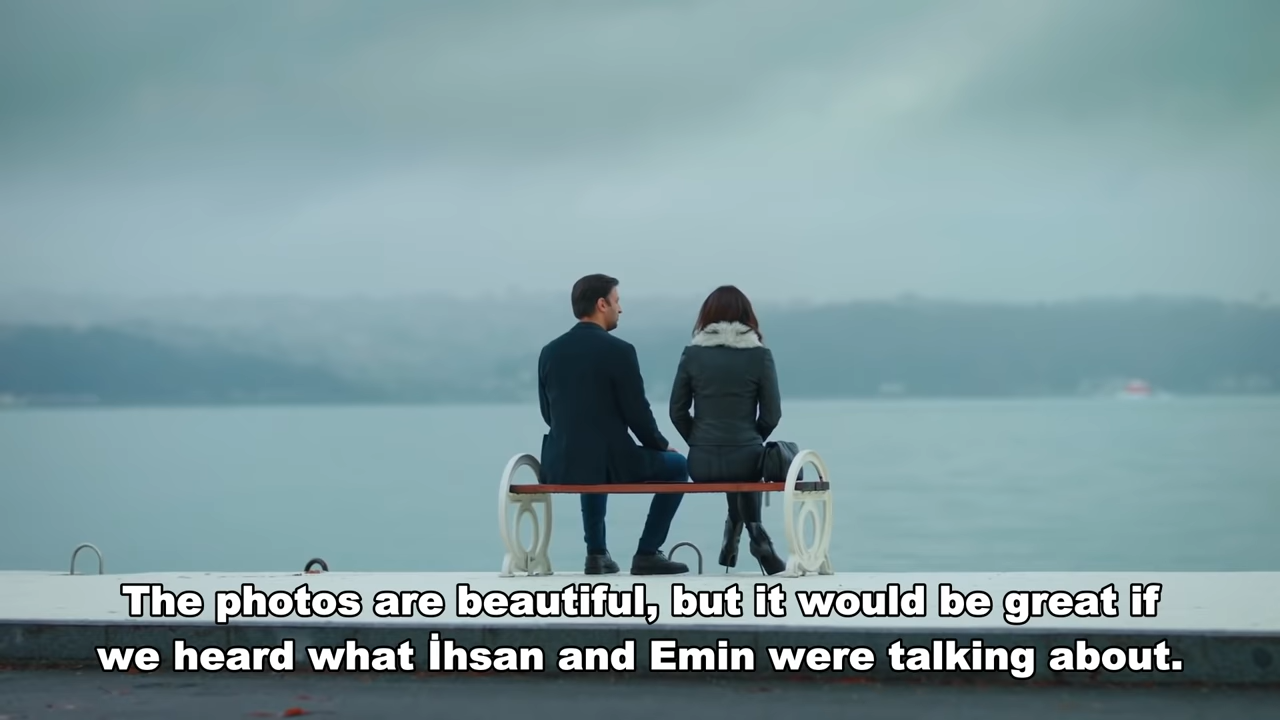 The photos are beautiful, but it would be great if
we heard what İhsan and Emin were talking about.